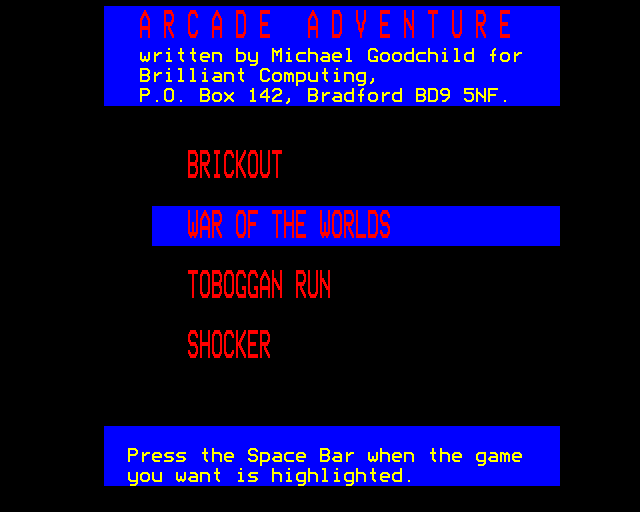 ARCADE ADVENTURE
written by Michael Goodchild for
Brilliant Computing,
P.O. Box 142, Bradford BD9 5NF.
BRICKOUT
WAR OF THE WORLDS
TOBOGGAN RUN
SHOCKER
Press the Space Bar when the game
you want is highlighted.